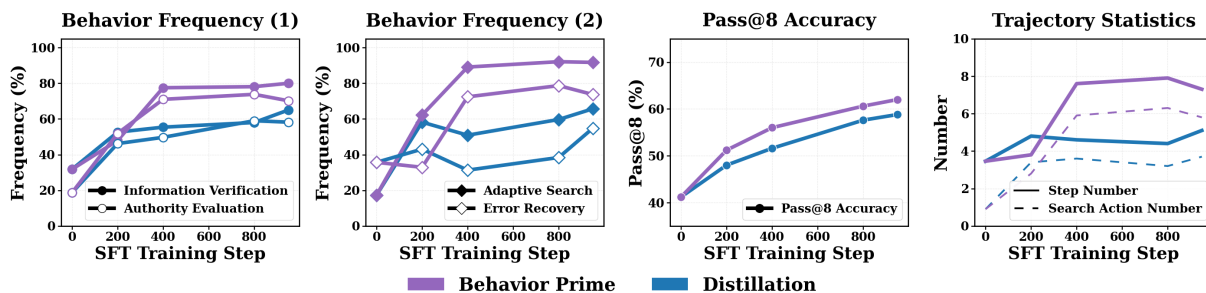 Behavior Frequency (1)
Frequency (%)
100
80
60
40
20
0
0 200 400 600 800
SFT Training Step
Information Verification
Authority Evaluation
Behavior Frequency (2)
Frequency (%)
100
80
60
40
20
0
0 200 400 600 800
SFT Training Step
Adaptive Search
Error Recovery
Pass@8 Accuracy
Pass@8 (%)
70
60
50
40
0 200 400 600 800
SFT Training Step
Pass@8 Accuracy
Trajectory Statistics
Number
10
8
6
4
2
0
0 200 400 600 800
SFT Training Step
Step Number
Search Action Number
Behavior Prime
Distillation